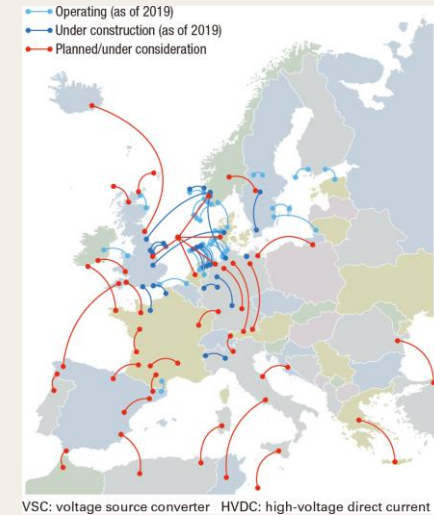 Operating (as of 2019)
Under construction (as of 2019)
Planned/under consideration
VSC: voltage source converter HVDC: high-voltage direct current